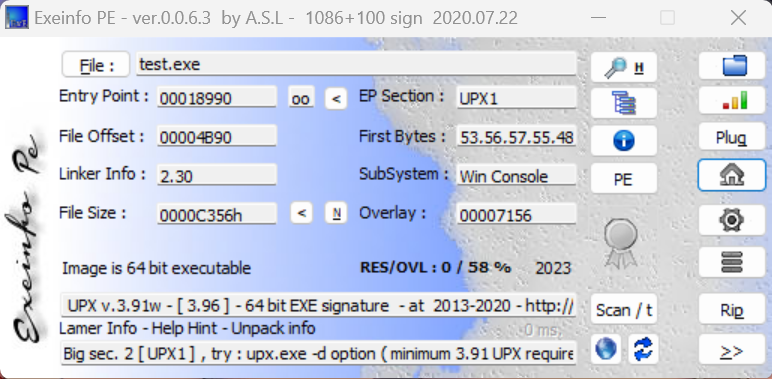 Exeinfo PE - ver.0.0.6.3 by A.S.L - 1086+100 sign 2020.07.22
File : test.exe H
Entry Point : 00018990 oo < EP Section : UPX1
File Offset : 00004B90 First Bytes : 53.56.57.55.48 Plug
Linker Info : 2.30 SubSystem : Win Console PE
File Size : 0000C356h < N Overlay : 00007156
Image is 64 bit executable RES/OVL : 0 / 58 % 2023
UPX v.3.91w - [ 3.96 ] - 64 bit EXE signature - at 2013-2020 - http:// Scan / t Rip
Lamer Info - Help Hint - Unpack info 0 ms.
Big sec. 2 [ UPX1 ] , try : upx.exe -d option ( minimum 3.91 UPX require >>
Exeinfo Pe